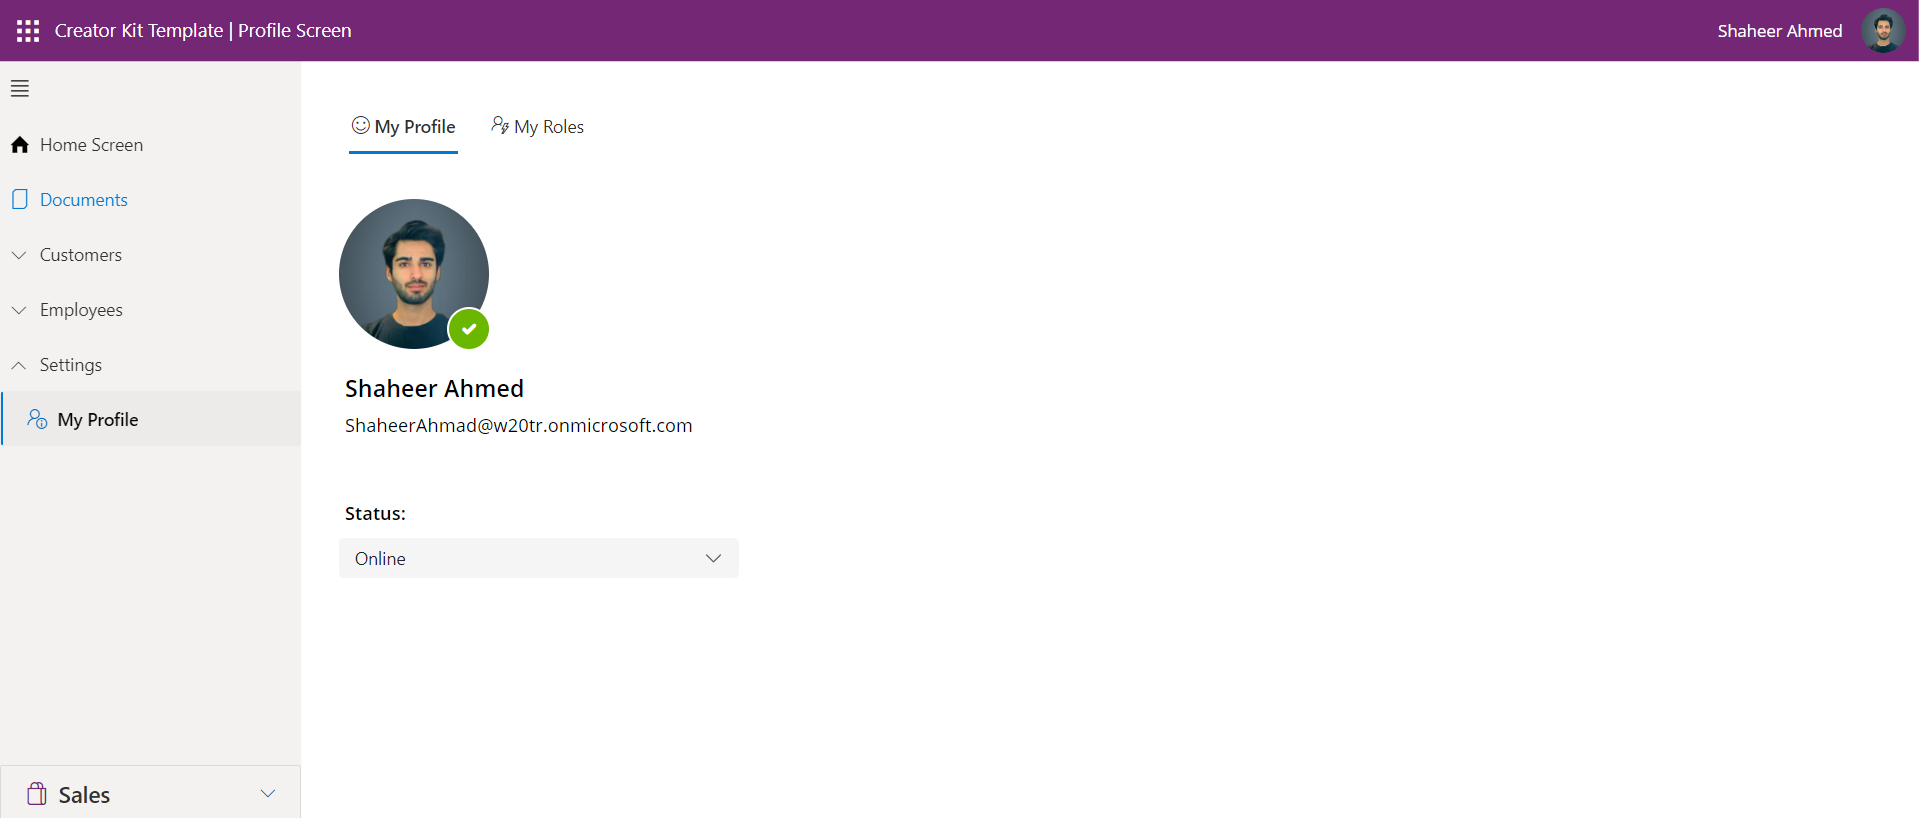 Creator Kit Template | Profile Screen
Shaheer Ahmed
Home Screen
Documents
Customers
Employees
Settings
My Profile
Sales
My Profile
My Roles
Shaheer Ahmed
ShaheerAhmad@w20tr.onmicrosoft.com
Status:
Online